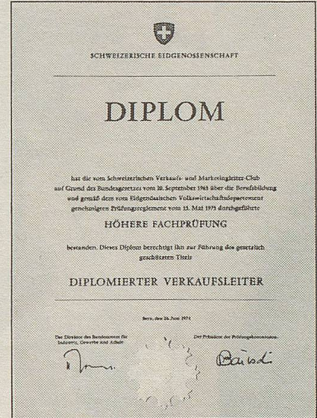 SCHWEIZERISCHE EIDGENOSSENSCHAFT
DIPLOM
hat die vom Schweizerischen Verkaufs- und Marketingleiter-Club
auf Grund des Bundesgesetzes vom 20. September 1963 über die Berufsbildung
und gemäß dem vom Eidgenössischen Volkswirtschaftsdepartement
genehmigten Prüfungsreglement vom 15. Mai 1975 durchgeführte
HÖHERE FACHPRÜFUNG
bestanden. Dieses Diplom berechtigt ihn zur Führung des gesetzlich
geschützten Titels
DIPLOMIERTER VERKAUFSLEITER
Bern, den 26. Juni
Der Direktor des Bundesamtes für
Industrie, Gewerbe und Arbeit
Der Präsident der Prüfungskommission